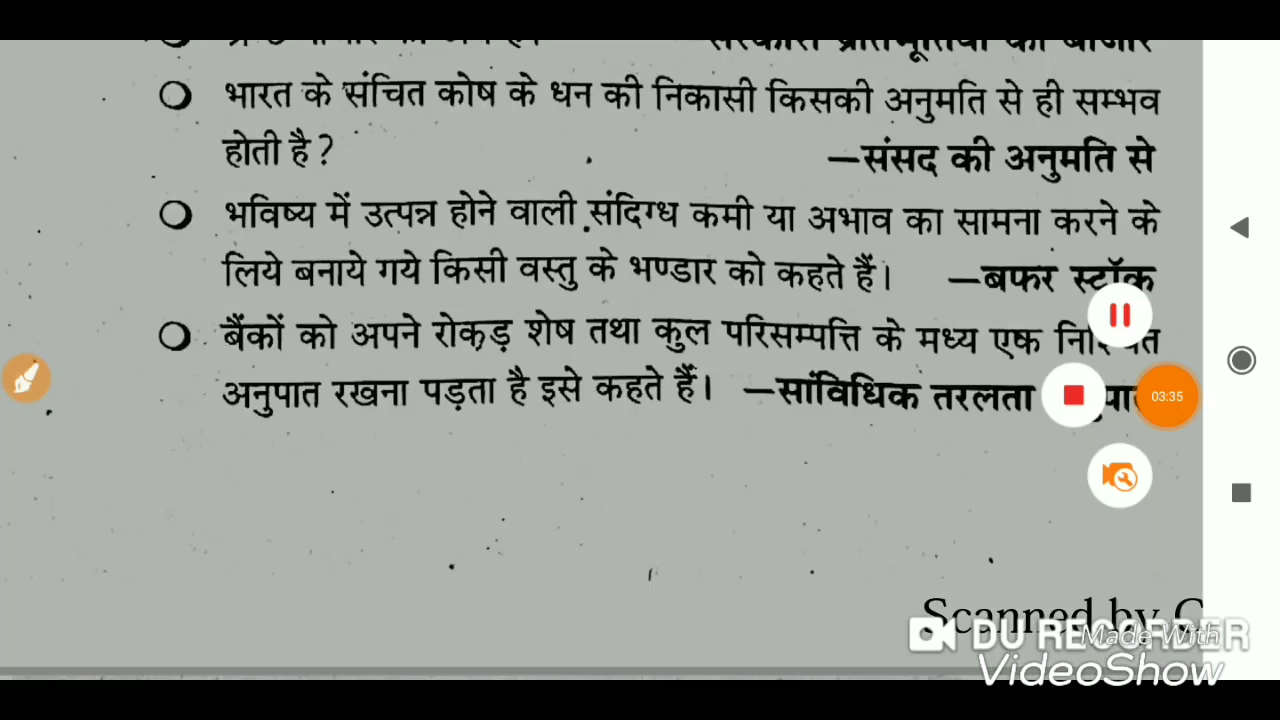 सरकारी प्रतिभूतियों का बाजार
भारत के संचित कोष के धन की निकासी किसकी अनुमति से ही सम्भव
होती है? —संसद की अनुमति से
भविष्य में उत्पन्न होने वाली संदिग्ध कमी या अभाव का सामना करने के
लिये बनाये गये किसी वस्तु के भण्डार को कहते हैं। —बफर स्टॉक
बैंकों को अपने रोकड़ शेष तथा कुल परिसम्पत्ति के मध्य एक
अनुपात रखना पड़ता है इसे कहते हैं। —सांविधिक तरलता
03:35
Scanned by C
DU RECORDER
Made With
VideoShow